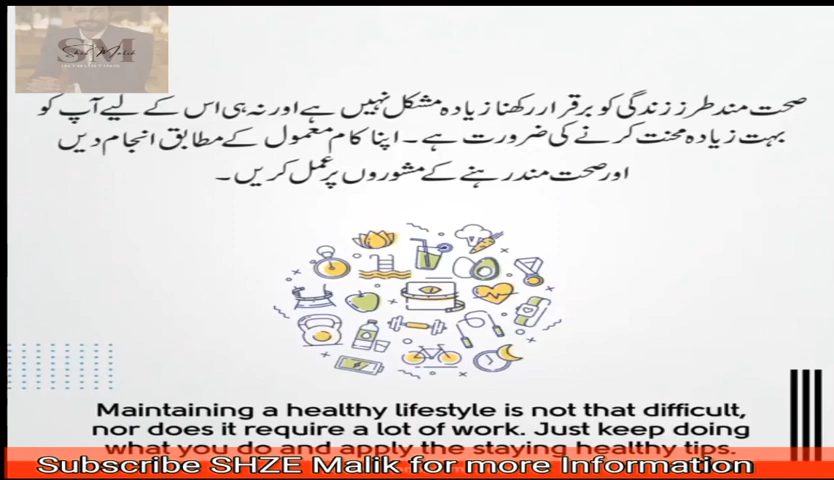 SM
Shze Malik
صحت مند طرز زندگی کو برقرار رکھنا زیادہ مشکل نہیں ہے اور نہ ہی اس کے لیے آپ کو
بہت زیادہ محنت کرنے کی ضرورت ہے۔ اپنا کام معمول کے مطابق انجام دیں
اور صحت مند رہنے کے مشوروں پر عمل کریں۔
Maintaining a healthy lifestyle is not that difficult,
nor does it require a lot of work. Just keep doing
what you do and apply the staying healthy tips.
Subscribe SHZE Malik for more Information